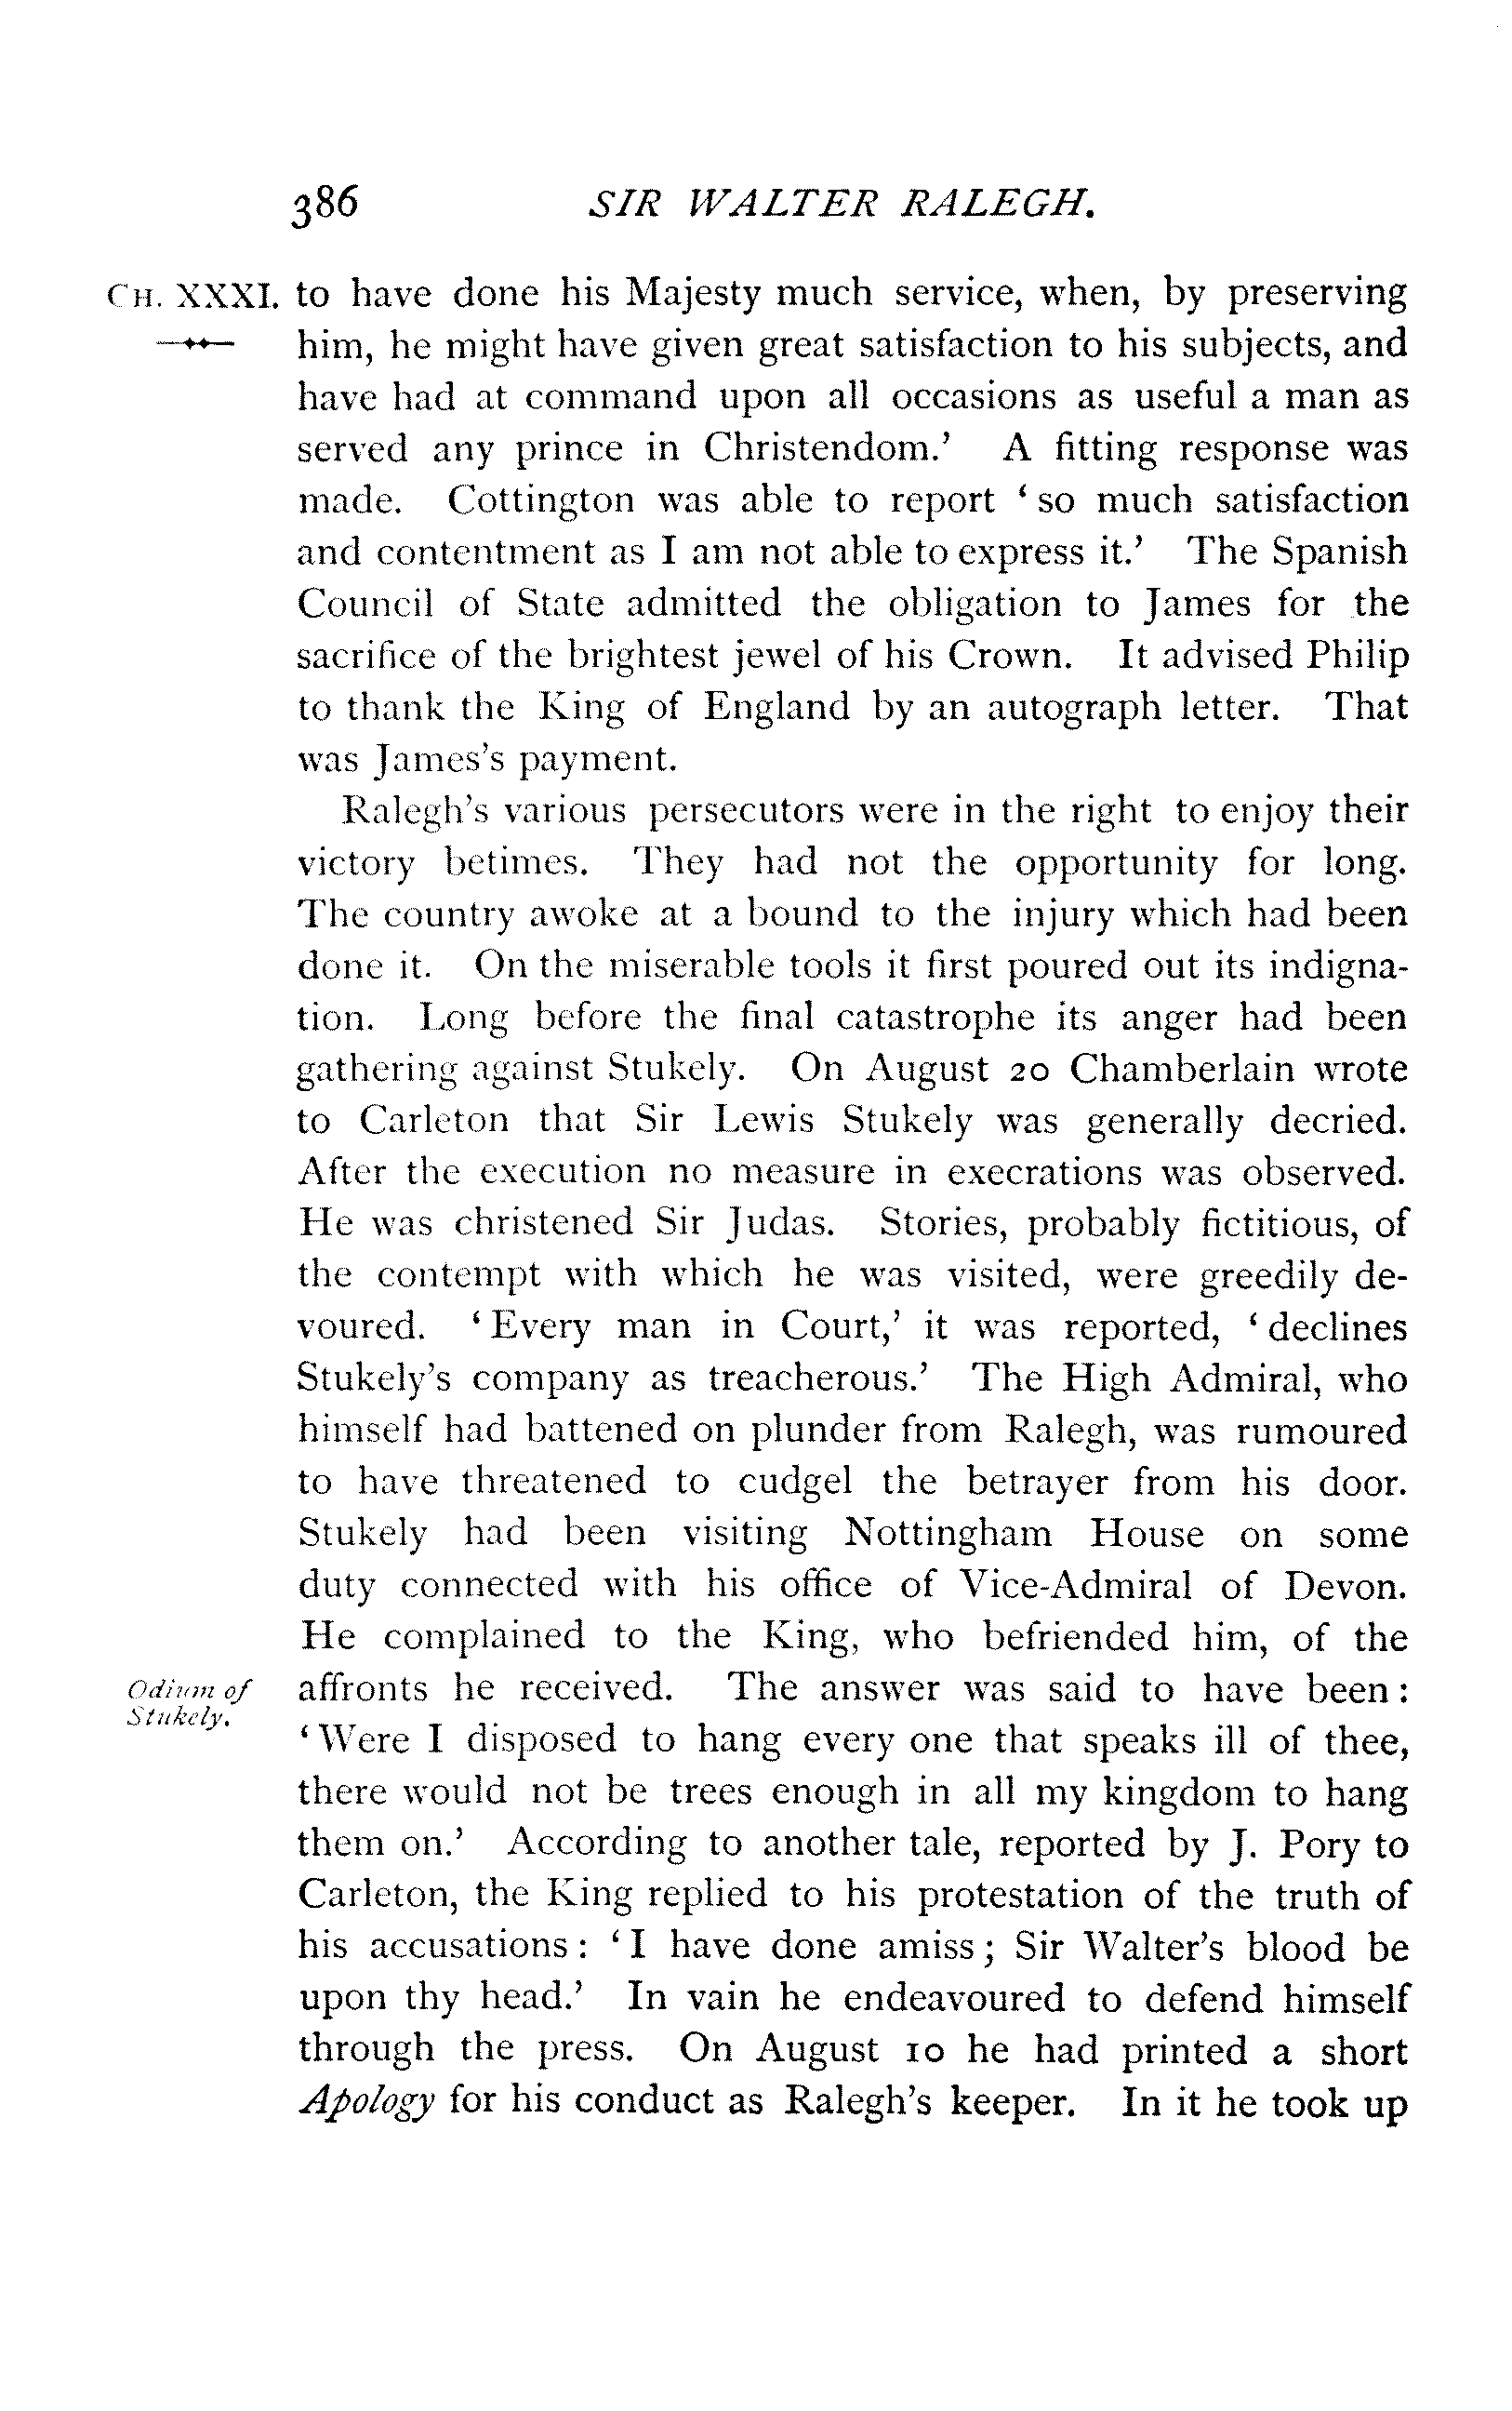 386 SIR WALTER RALEGH.
CH. XXXI. to have done his Majesty much service, when, by preserving
him, he might have given great satisfaction to his subjects, and
have had at command upon all occasions as useful a man as
served any prince in Christendom.' A fitting response was
made. Cottington was able to report ‘so much satisfaction
and contentment as I am not able to express it.' The Spanish
Council of State admitted the obligation to James for the
sacrifice of the brightest jewel of his Crown. It advised Philip
to thank the King of England by an autograph letter. That
was James's payment.
Ralegh's various persecutors were in the right to enjoy their
victory betimes. They had not the opportunity for long.
The country awoke at a bound to the injury which had been
done it. On the miserable tools it first poured out its indigna-
tion. Long before the final catastrophe its anger had been
gathering against Stukely. On August 20 Chamberlain wrote
to Carleton that Sir Lewis Stukely was generally decried.
After the execution no measure in execrations was observed.
He was christened Sir Judas. Stories, probably fictitious, of
the contempt with which he was visited, were greedily de-
voured. ‘Every man in Court,' it was reported, ‘declines
Stukely's company as treacherous.' The High Admiral, who
himself had battened on plunder from Ralegh, was rumoured
to have threatened to cudgel the betrayer from his door.
Stukely had been visiting Nottingham House on some
duty connected with his office of Vice-Admiral of Devon.
He complained to the King, who befriended him, of the
Odium of
Stukely.
affronts he received. The answer was said to have been:
‘Were I disposed to hang every one that speaks ill of thee,
there would not be trees enough in all my kingdom to hang
them on.' According to another tale, reported by J. Pory to
Carleton, the King replied to his protestation of the truth of
his accusations: ‘I have done amiss; Sir Walter's blood be
upon thy head.' In vain he endeavoured to defend himself
through the press. On August 10 he had printed a short
Apology for his conduct as Ralegh's keeper. In it he took up